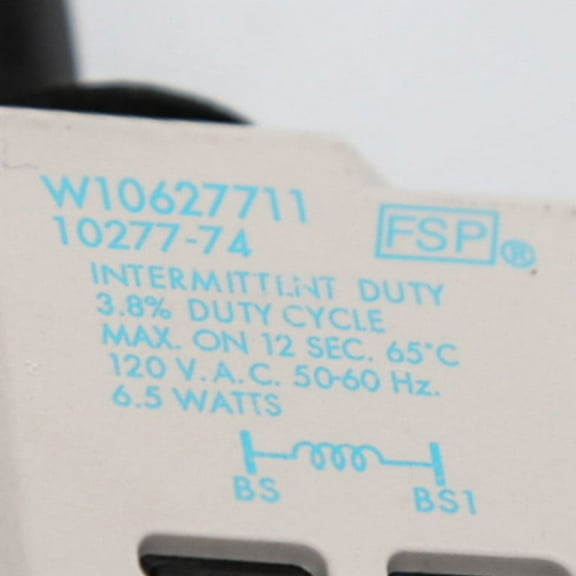 W10627711
10277-74
FSP®
INTERMITTENT DUTY
3.8% DUTY CYCLE
MAX. ON 12 SEC. 65°C
120 V.A.C. 50-60 Hz.
6.5 WATTS
BS
BS1